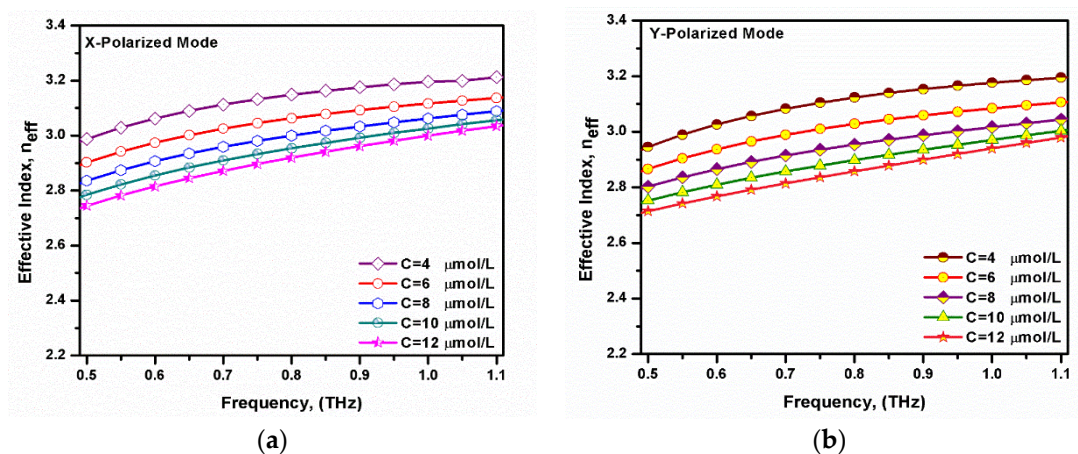 X-Polarized Mode
Effective Index, n_eff
3.4
3.2
3.0
2.8
2.6
2.4
2.2
C=4 μmol/L
C=6 μmol/L
C=8 μmol/L
C=10 μmol/L
C=12 μmol/L
0.5 0.6 0.7 0.8 0.9 1.0 1.1
Frequency, (THz)
(a)
Y-Polarized Mode
Effective Index, n_eff
3.4
3.2
3.0
2.8
2.6
2.4
2.2
C=4 μmol/L
C=6 μmol/L
C=8 μmol/L
C=10 μmol/L
C=12 μmol/L
0.5 0.6 0.7 0.8 0.9 1.0 1.1
Frequency, (THz)
(b)